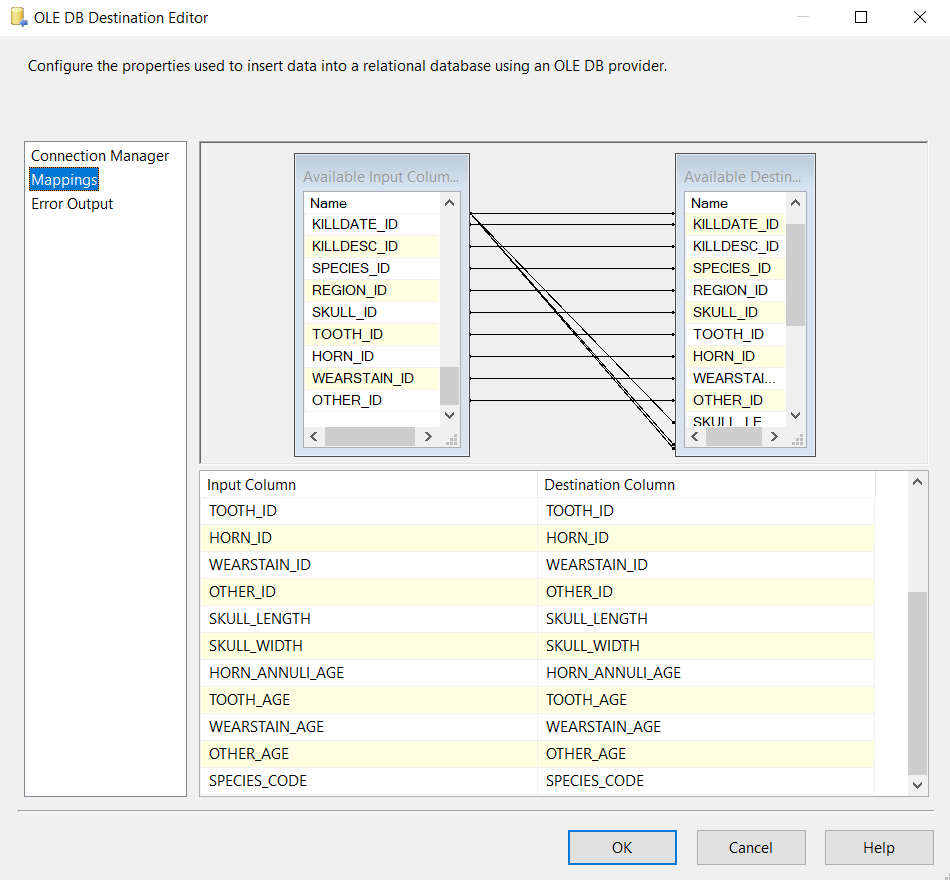 OLE DB Destination Editor
Configure the properties used to insert data into a relational database using an OLE DB provider.
Connection Manager
Mappings
Error Output
Available Input Colum...
Name
KILLDATE_ID
KILLDESC_ID
SPECIES_ID
REGION_ID
SKULL_ID
TOOTH_ID
HORN_ID
WEARSTAIN_ID
OTHER_ID
Available Destin...
Name
KILLDATE_ID
KILLDESC_ID
SPECIES_ID
REGION_ID
SKULL_ID
TOOTH_ID
HORN_ID
WEARSTAI...
OTHER_ID
SKULL_LE
Input Column Destination Column
TOOTH_ID TOOTH_ID
HORN_ID HORN_ID
WEARSTAIN_ID WEARSTAIN_ID
OTHER_ID OTHER_ID
SKULL_LENGTH SKULL_LENGTH
SKULL_WIDTH SKULL_WIDTH
HORN_ANNULI_AGE HORN_ANNULI_AGE
TOOTH_AGE TOOTH_AGE
WEARSTAIN_AGE WEARSTAIN_AGE
OTHER_AGE OTHER_AGE
SPECIES_CODE SPECIES_CODE
OK Cancel Help